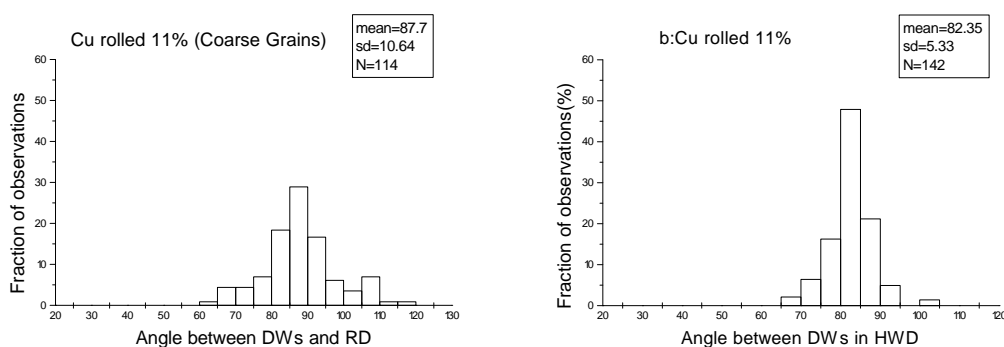 Cu rolled 11% (Coarse Grains)
mean=87.7
sd=10.64
N=114
Fraction of observations
60
50
40
30
20
10
0
20 30 40 50 60 70 80 90 100 110 120 130
Angle between DWs and RD
b:Cu rolled 11%
mean=82.35
sd=5.33
N=142
Fraction of observations(%)
60
50
40
30
20
10
0
20 30 40 50 60 70 80 90 100 110 120
Angle between DWs in HWD